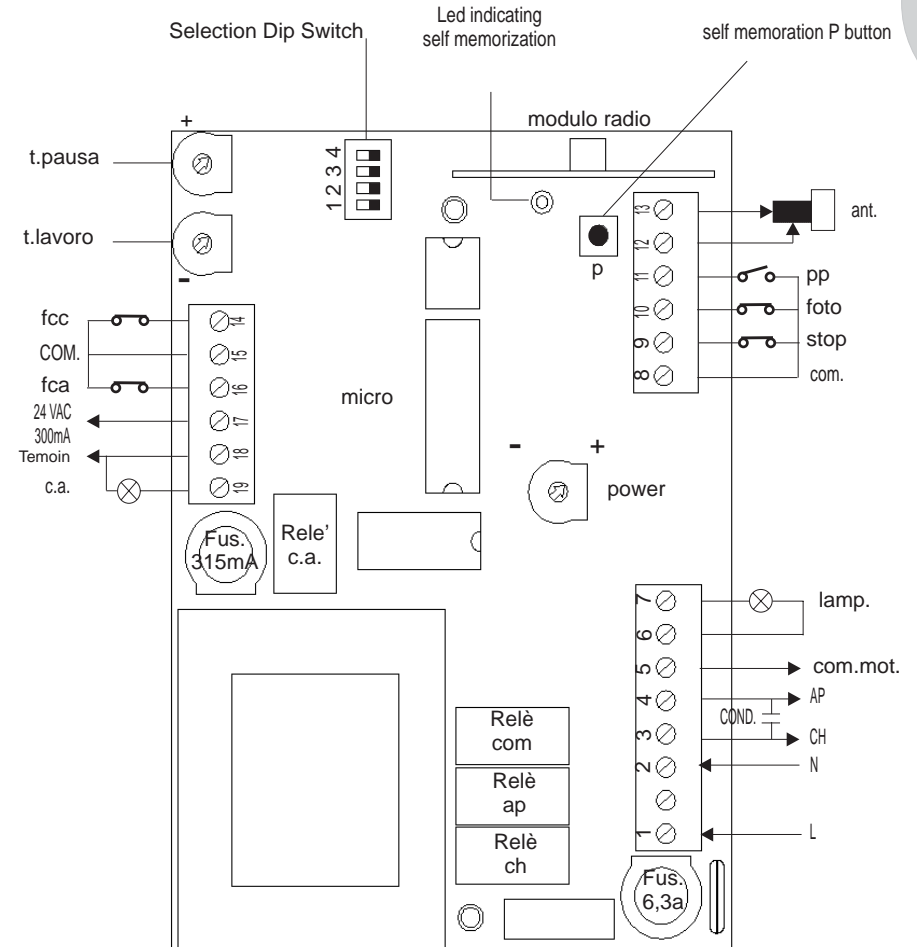 Led indicating
self memorization
Selection Dip Switch
self memoration P button
+
modulo radio
t.pausa
1 2 3 4
t.lavoro
-
p
13
12
11
10
9
8
ant.
pp
foto
stop
com.
fcc
COM.
fca
24 VAC
300mA
Temoin
c.a.
14
15
16
17
18
19
micro
- +
power
Fus.
315mA
Rele'
c.a.
7
6
5
4
3
2
1
lamp.
com.mot.
AP
COND.
CH
N
L
Relè
com
Relè
ap
Relè
ch
Fus.
6,3a